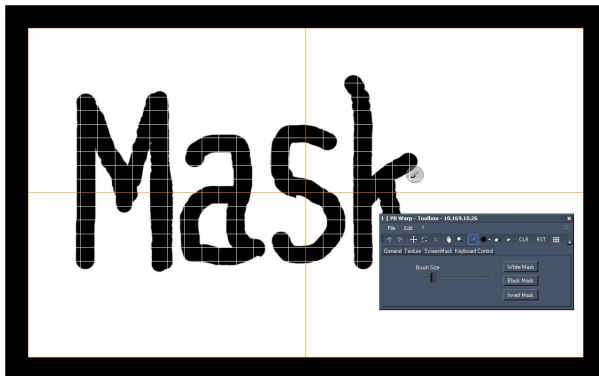 Mask
PB Warp - Toolbox - 10.169.10.26
File Edit ?
CLR RST
General Texture ScreenMask Keyboard Control
Brush Size
White Mask
Black Mask
Invert Mask